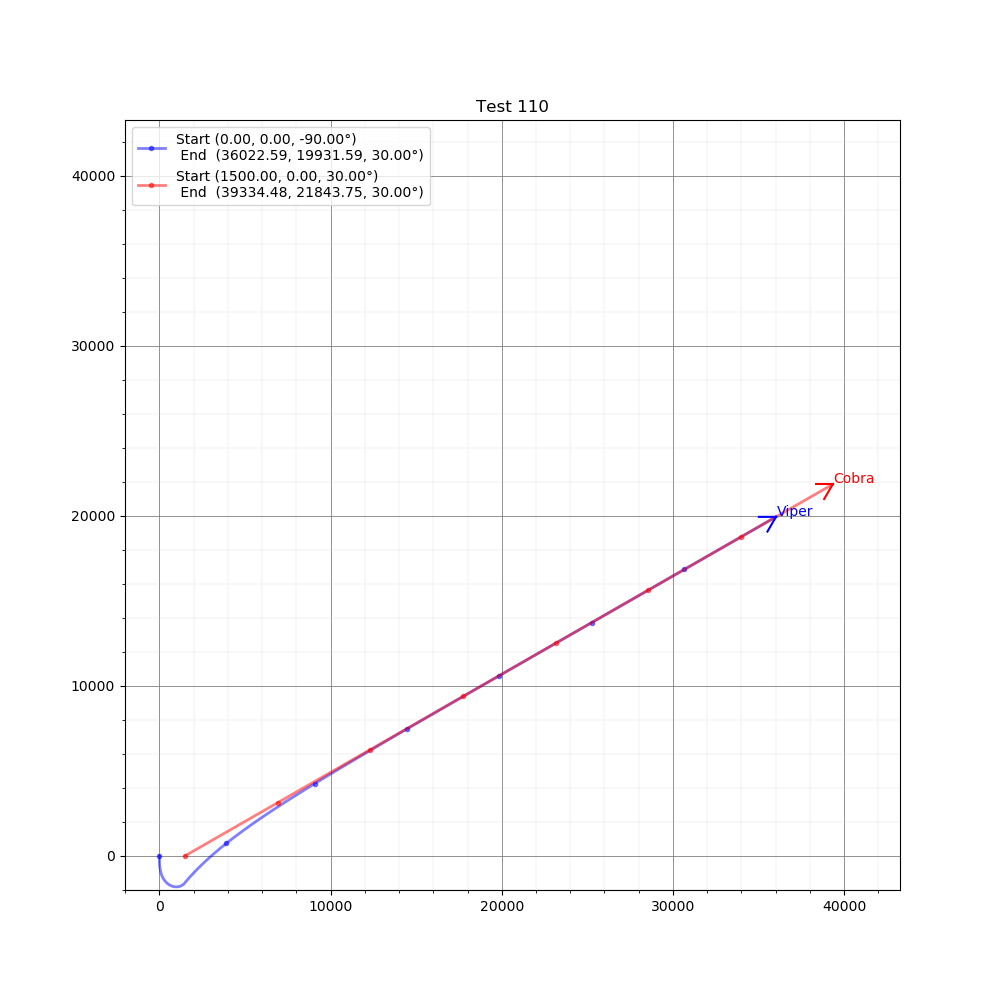 Test 110
Start (0.00, 0.00, -90.00°)
End  (36022.59, 19931.59, 30.00°)
Start (1500.00, 0.00, 30.00°)
End  (39334.48, 21843.75, 30.00°)
40000
30000
20000
10000
0
Cobra
Viper
0
10000
20000
30000
40000